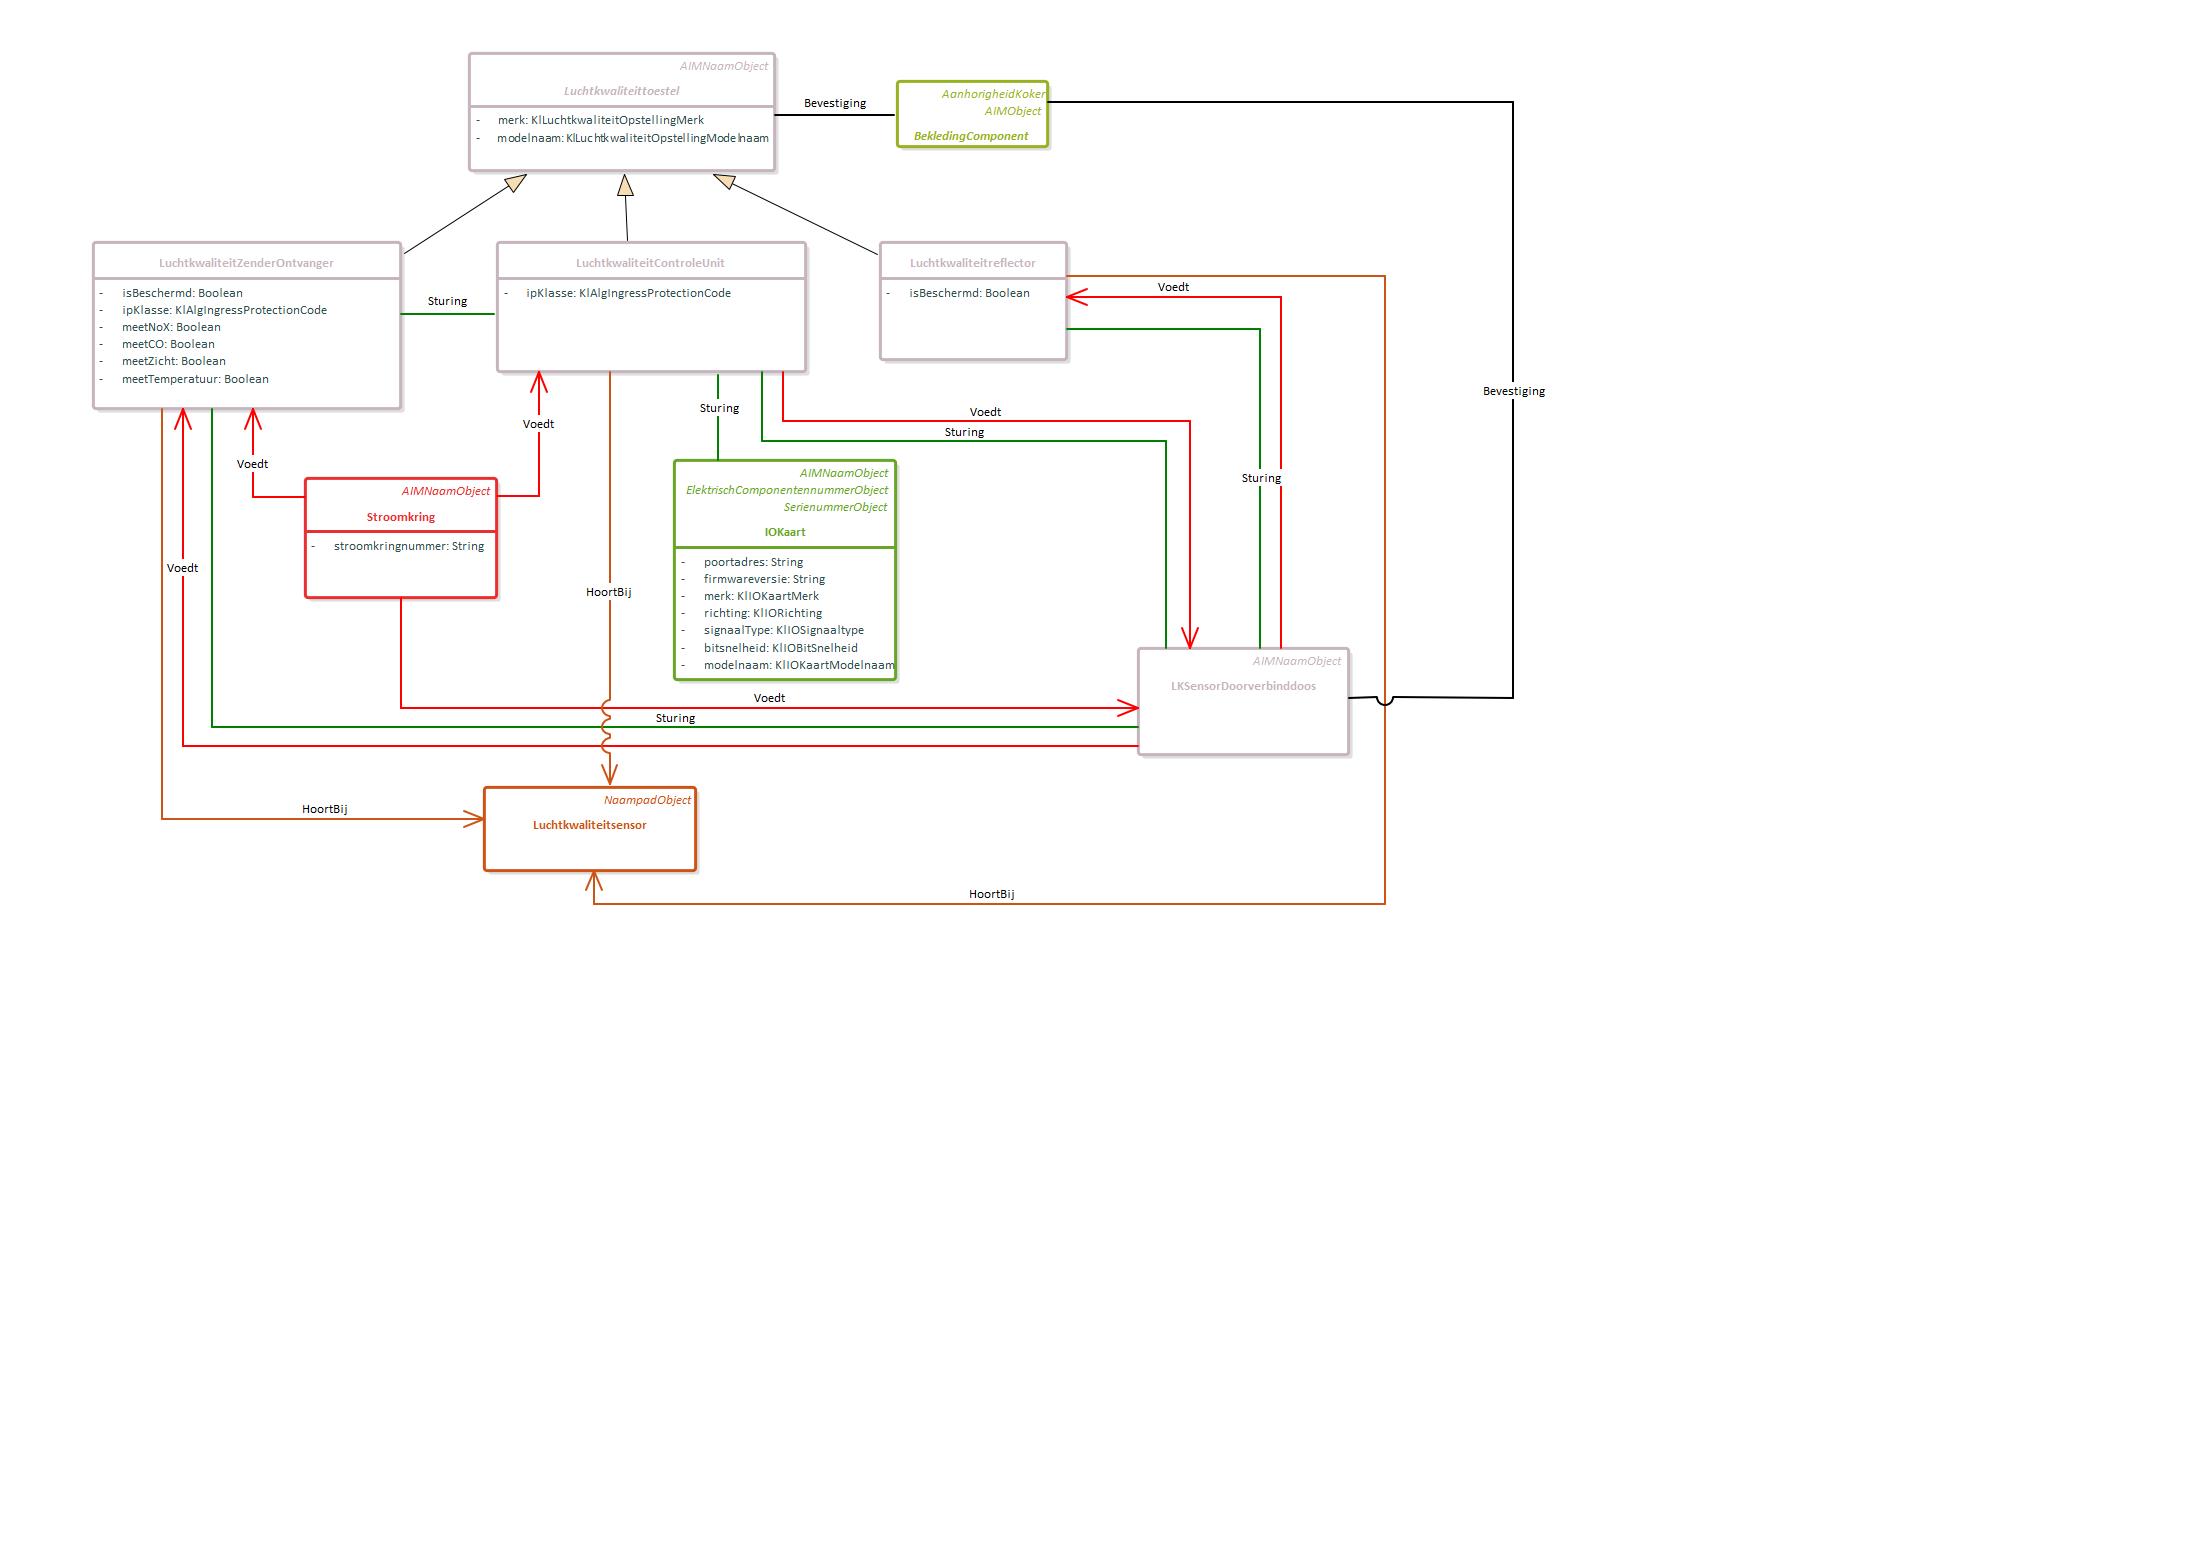 AIMNaamObject
Luchtkwaliteittoestel
- merk: KlLuchtkwaliteitOpstellingMerk
- modelnaam: KlLuchtkwaliteitOpstellingModelnaam
Bevestiging
AanhorigheidKoker
AIMObject
BekledingComponent
LuchtkwaliteitZenderOntvanger
- isBeschermd: Boolean
- ipKlasse: KlAlgIngressProtectionCode
- meetNoX: Boolean
- meetCO: Boolean
- meetZicht: Boolean
- meetTemperatuur: Boolean
Sturing
LuchtkwaliteitControleUnit
- ipKlasse: KlAlgIngressProtectionCode
Luchtkwaliteitreflector
- isBeschermd: Boolean
Voedt
Bevestiging
Sturing
Voedt
Voedt
Sturing
Voedt
Sturing
AIMNaamObject
Stroomkring
- stroomkringnummer: String
Voedt
HoortBij
AIMNaamObject
ElektrischComponentennummerObject
SerienummerObject
IOKaart
- poortadres: String
- firmwareversie: String
- merk: KlIOKaartMerk
- richting: KlIORichting
- signaalType: KlIOSignaaltype
- bitsnelheid: KlIOBitSnelheid
- modelnaam: KlIOKaartModelnaam
AIMNaamObject
LKSensorDoorverbinddoos
Voedt
Sturing
NaampadObject
Luchtkwaliteitsensor
HoortBij
HoortBij